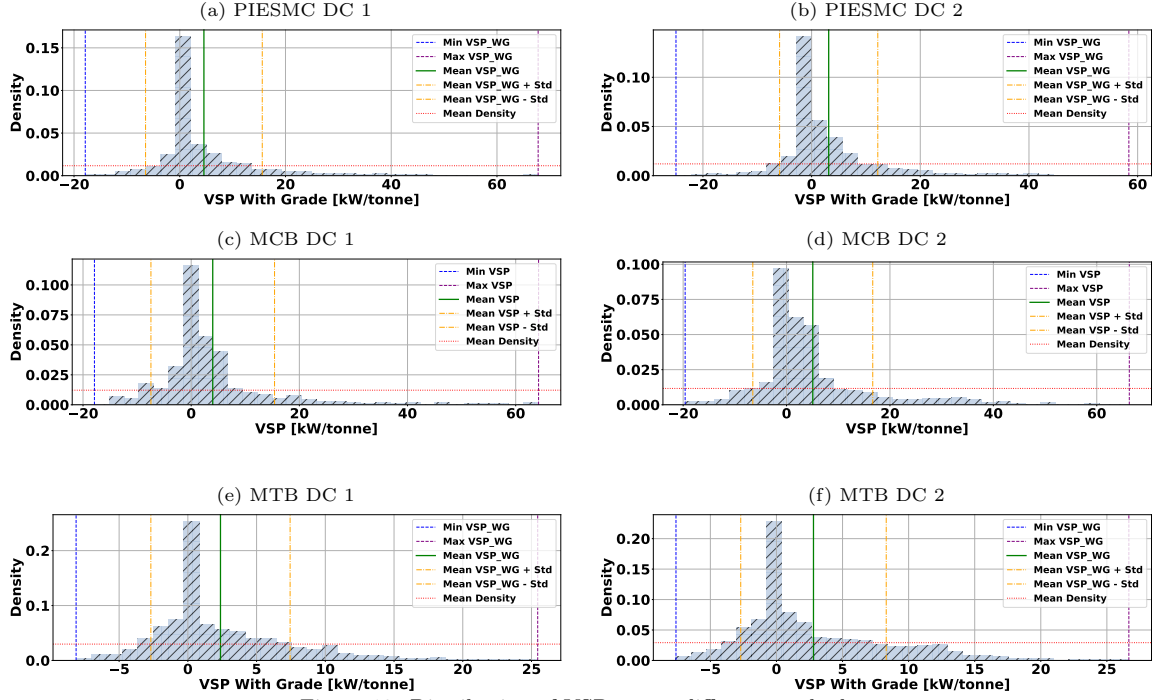 (a) PIESMC DC 1
Density
0.15
0.10
0.05
0.00
−20 0 20 40 60
VSP With Grade [kW/tonne]
Min VSP_WG
Max VSP_WG
Mean VSP_WG
Mean VSP_WG + Std
Mean VSP_WG - Std
Mean Density
(b) PIESMC DC 2
Density
0.10
0.05
0.00
−20 0 20 40 60
VSP With Grade [kW/tonne]
Min VSP_WG
Max VSP_WG
Mean VSP_WG
Mean VSP_WG + Std
Mean VSP_WG - Std
Mean Density
(c) MCB DC 1
Density
0.100
0.075
0.050
0.025
0.000
−20 0 20 40 60
VSP [kW/tonne]
Min VSP
Max VSP
Mean VSP
Mean VSP + Std
Mean VSP - Std
Mean Density
(d) MCB DC 2
Density
0.100
0.075
0.050
0.025
0.000
−20 0 20 40 60
VSP [kW/tonne]
Min VSP
Max VSP
Mean VSP
Mean VSP + Std
Mean VSP - Std
Mean Density
(e) MTB DC 1
Density
0.2
0.1
0.0
−5 0 5 10 15 20 25
VSP With Grade [kW/tonne]
Min VSP_WG
Max VSP_WG
Mean VSP_WG
Mean VSP_WG + Std
Mean VSP_WG - Std
Mean Density
(f) MTB DC 2
Density
0.20
0.15
0.10
0.05
0.00
−5 0 5 10 15 20 25
VSP With Grade [kW/tonne]
Min VSP_WG
Max VSP_WG
Mean VSP_WG
Mean VSP_WG + Std
Mean VSP_WG - Std
Mean Density